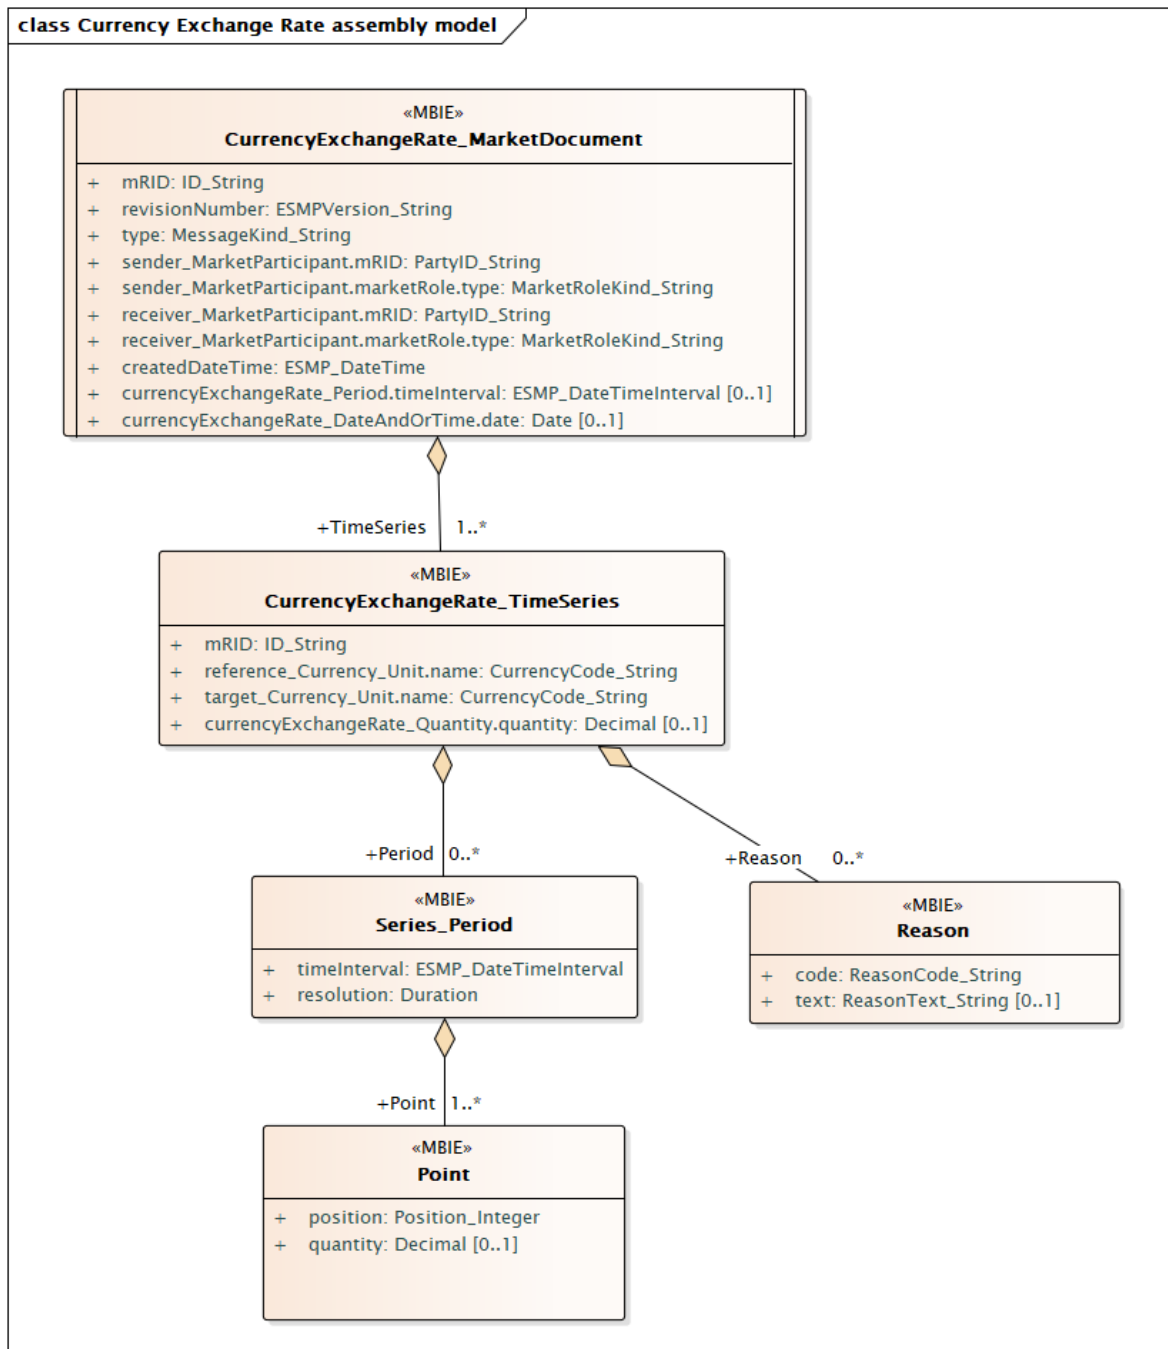 class Currency Exchange Rate assembly model
«MBIE»
CurrencyExchangeRate_MarketDocument
+ mRID: ID_String
+ revisionNumber: ESMPVersion_String
+ type: MessageKind_String
+ sender_MarketParticipant.mRID: PartyID_String
+ sender_MarketParticipant.marketRole.type: MarketRoleKind_String
+ receiver_MarketParticipant.mRID: PartyID_String
+ receiver_MarketParticipant.marketRole.type: MarketRoleKind_String
+ createdDateTime: ESMP_DateTime
+ currencyExchangeRate_Period.timeInterval: ESMP_DateTimeInterval [0..1]
+ currencyExchangeRate_DateAndOrTime.date: Date [0..1]
+TimeSeries 1..*
«MBIE»
CurrencyExchangeRate_TimeSeries
+ mRID: ID_String
+ reference_Currency_Unit.name: CurrencyCode_String
+ target_Currency_Unit.name: CurrencyCode_String
+ currencyExchangeRate_Quantity.quantity: Decimal [0..1]
+Period 0..*
+Reason 0..*
«MBIE»
Series_Period
+ timeInterval: ESMP_DateTimeInterval
+ resolution: Duration
«MBIE»
Reason
+ code: ReasonCode_String
+ text: ReasonText_String [0..1]
+Point 1..*
«MBIE»
Point
+ position: Position_Integer
+ quantity: Decimal [0..1]